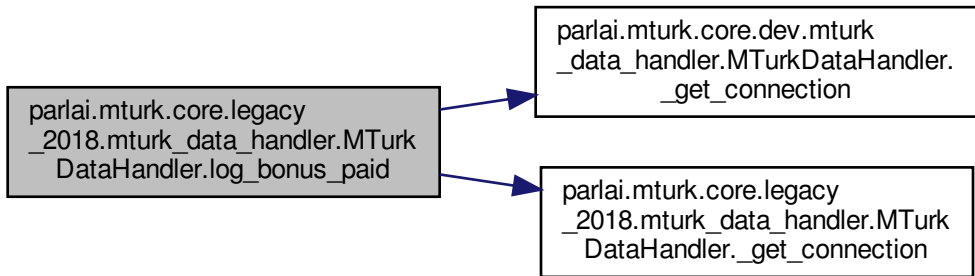 parlai.mturk.core.legacy
_2018.mturk_data_handler.MTurk
DataHandler.log_bonus_paid
parlai.mturk.core.dev.mturk
_data_handler.MTurkDataHandler.
_get_connection
parlai.mturk.core.legacy
_2018.mturk_data_handler.MTurk
DataHandler._get_connection